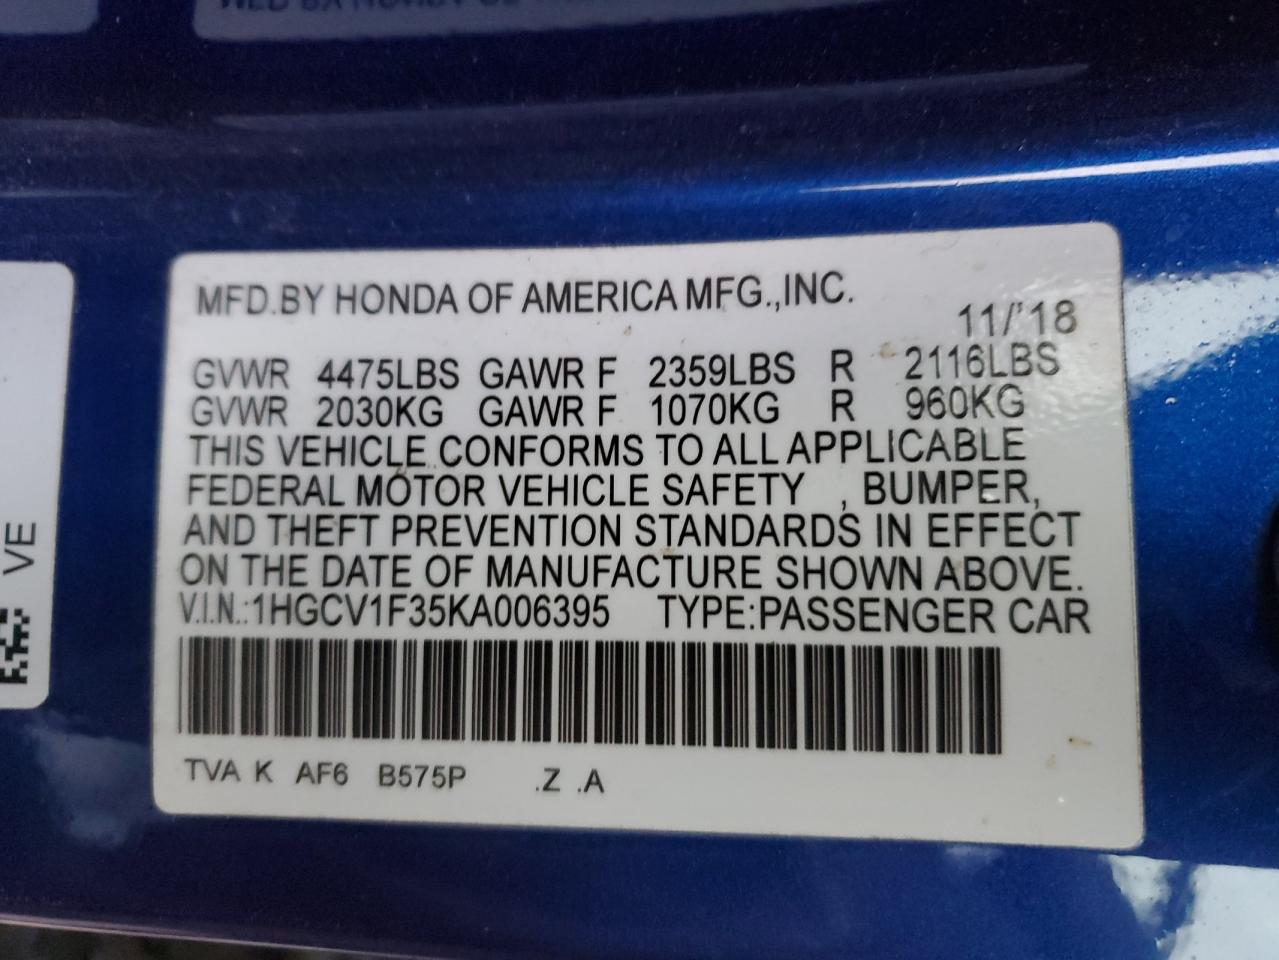 MFD.BY HONDA OF AMERICA MFG.,INC.
11/'18
GVWR 4475LBS GAWR F 2359LBS R 2116LBS
GVWR 2030KG GAWR F 1070KG R 960KG
THIS VEHICLE CONFORMS TO ALL APPLICABLE
FEDERAL MOTOR VEHICLE SAFETY , BUMPER,
AND THEFT PREVENTION STANDARDS IN EFFECT
ON THE DATE OF MANUFACTURE SHOWN ABOVE.
V.I.N.:1HGCV1F35KA006395 TYPE:PASSENGER CAR
TVA K AF6 B575P .Z .A
VE